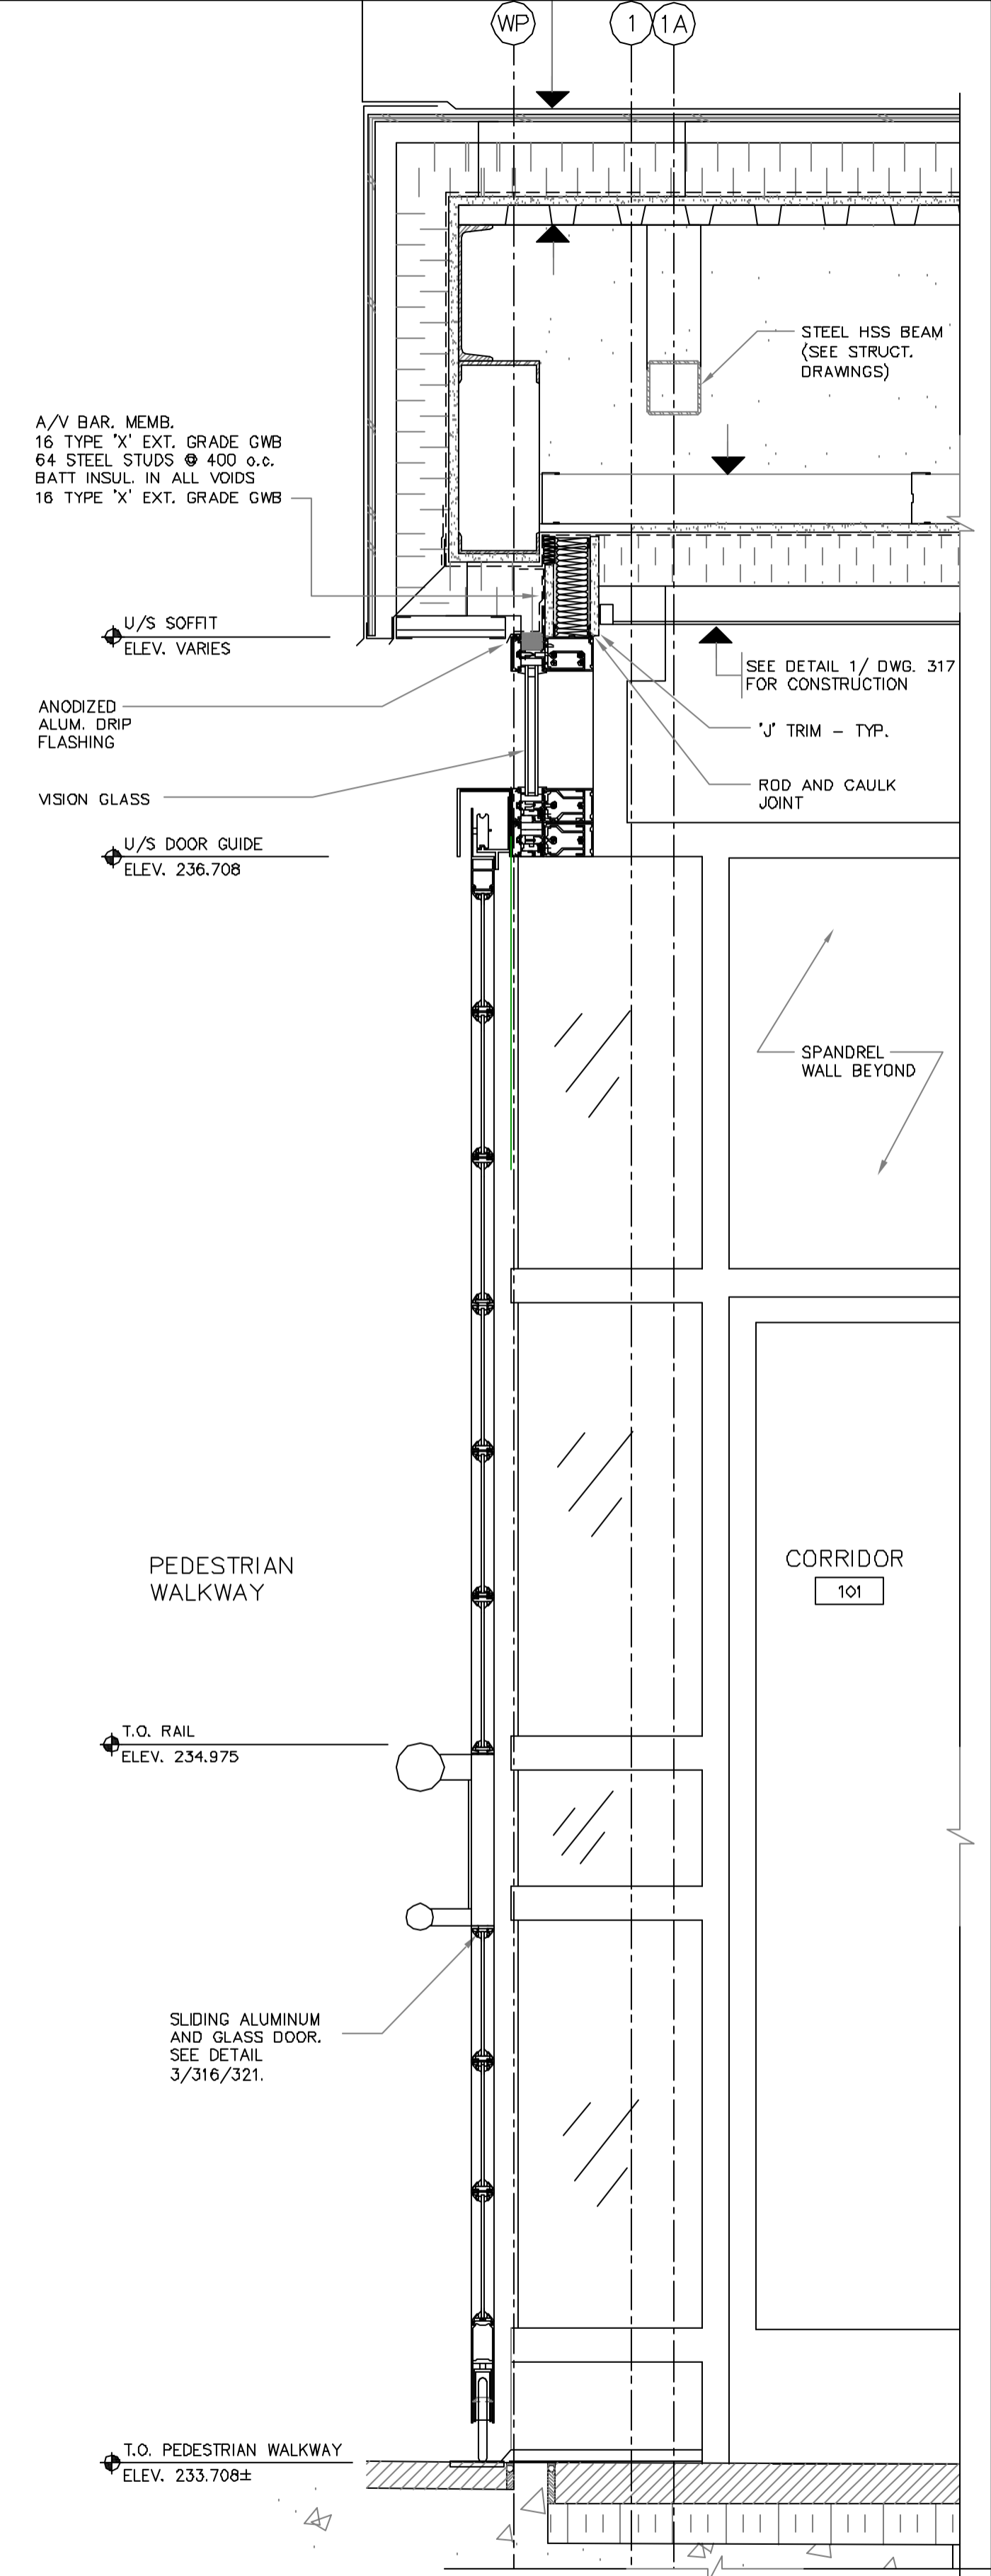 WP 1 1A
STEEL HSS BEAM
(SEE STRUCT.
DRAWINGS)
A/V BAR. MEMB.
16 TYPE 'X' EXT. GRADE GWB
64 STEEL STUDS @ 400 o.c.
BATT INSUL. IN ALL VOIDS
16 TYPE 'X' EXT. GRADE GWB
U/S SOFFIT
ELEV. VARIES
SEE DETAIL 1/ DWG. 317
FOR CONSTRUCTION
ANODIZED
ALUM. DRIP
FLASHING
'J' TRIM - TYP.
VISION GLASS
ROD AND CAULK
JOINT
U/S DOOR GUIDE
ELEV. 236.708
SPANDREL
WALL BEYOND
PEDESTRIAN
WALKWAY
CORRIDOR
101
T.O. RAIL
ELEV. 234.975
SLIDING ALUMINUM
AND GLASS DOOR.
SEE DETAIL
3/316/321.
T.O. PEDESTRIAN WALKWAY
ELEV. 233.708±